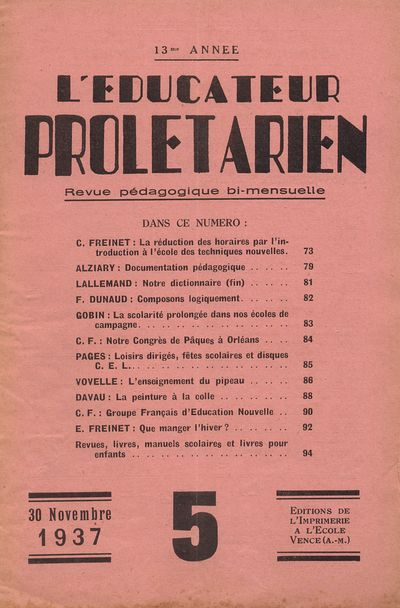 13me ANNEE
L'EDUCATEUR
PROLETARIEN
Revue pédagogique bi-mensuelle
DANS CE NUMERO :
C. FREINET : La réduction des horaires par l'in-
troduction à l'école des techniques nouvelles. 73
ALZIARY : Documentation pédagogique . . . . . 79
LALLEMAND : Notre dictionnaire (fin) . . . . . 81
F. DUNAUD : Composons logiquement. . . . . . 82
GOBIN : La scolarité prolongée dans nos écoles de
campagne. . . . . . . . . . . . . . . . . . 83
C. F. : Notre Congrès de Pâques à Orléans . . . 84
PAGES : Loisirs dirigés, fêtes scolaires et disques
C. E. L. . . . . . . . . . . . . . . . . . . 85
VOVELLE : L'enseignement du pipeau . . . . . 86
DAVAU : La peinture à la colle . . . . . . . . 88
C. F. : Groupe Français d'Education Nouvelle . . 90
E. FREINET : Que manger l'hiver ? . . . . . . 92
Revues, livres, manuels scolaires et livres pour
enfants . . . . . . . . . . . . . . . . . . 94
30 Novembre
1937
5
EDITIONS DE
L'IMPRIMERIE
A L'ECOLE
VENCE (A.-M.)